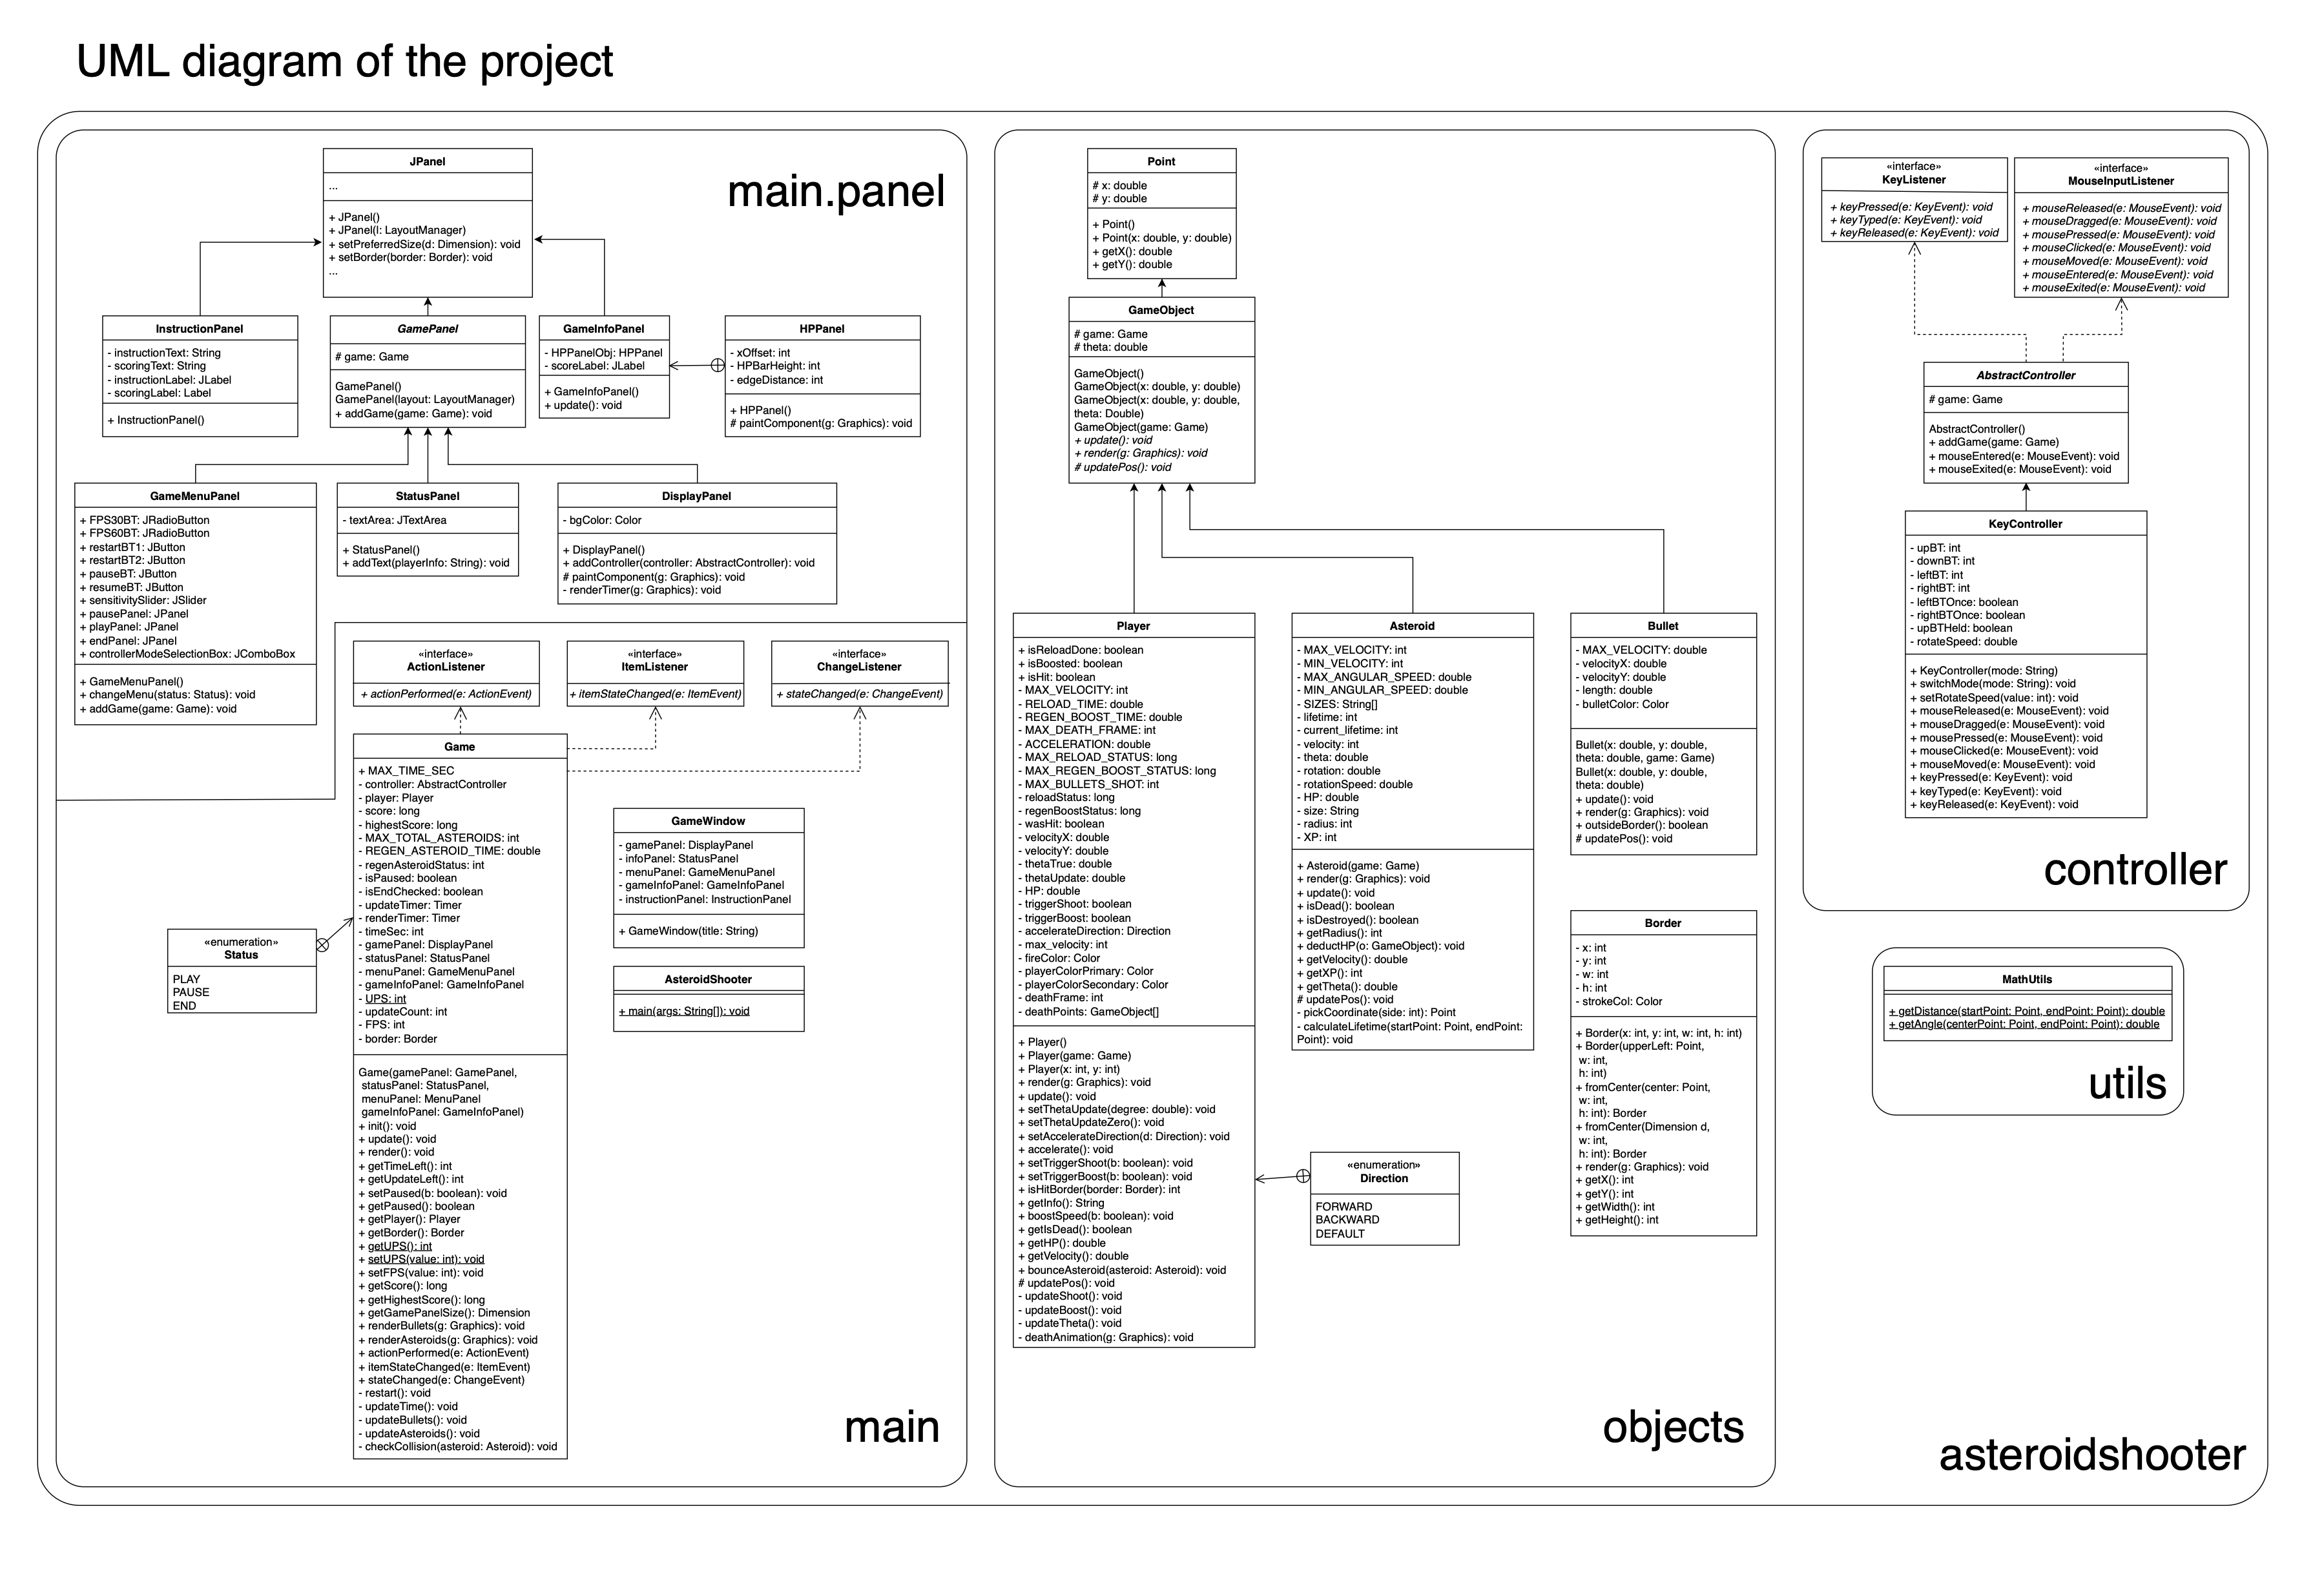 UML diagram of the project
main.panel
JPanel
...
+ JPanel()
+ JPanel(l: LayoutManager)
+ setPreferredSize(d: Dimension): void
+ setBorder(border: Border): void
...
InstructionPanel
- instructionText: String
- scoringText: String
- instructionLabel: JLabel
- scoringLabel: Label
+ InstructionPanel()
GamePanel
# game: Game
GamePanel()
GamePanel(layout: LayoutManager)
+ addGame(game: Game): void
GameInfoPanel
- HPPanelObj: HPPanel
- scoreLabel: JLabel
+ GameInfoPanel()
+ update(): void
HPPanel
- xOffset: int
- HPBarHeight: int
- edgeDistance: int
+ HPPanel()
# paintComponent(g: Graphics): void
GameMenuPanel
+ FPS30BT: JRadioButton
+ FPS60BT: JRadioButton
+ restartBT1: JButton
+ restartBT2: JButton
+ pauseBT: JButton
+ resumeBT: JButton
+ sensitivitySlider: JSlider
+ pausePanel: JPanel
+ playPanel: JPanel
+ endPanel: JPanel
+ controllerModeSelectionBox: JComboBox
+ GameMenuPanel()
+ changeMenu(status: Status): void
+ addGame(game: Game): void
StatusPanel
- textArea: JTextArea
+ StatusPanel()
+ addText(playerInfo: String): void
DisplayPanel
- bgColor: Color
+ DisplayPanel()
+ addController(controller: AbstractController): void
# paintComponent(g: Graphics): void
- renderTimer(g: Graphics): void
«interface»
ActionListener
+ actionPerformed(e: ActionEvent)
«interface»
ItemListener
+ itemStateChanged(e: ItemEvent)
«interface»
ChangeListener
+ stateChanged(e: ChangeEvent)
Game
+ MAX_TIME_SEC
- controller: AbstractController
- player: Player
- score: long
- highestScore: long
- MAX_TOTAL_ASTEROIDS: int
- REGEN_ASTEROID_TIME: double
- regenAsteroidStatus: int
- isPaused: boolean
- isEndChecked: boolean
- updateTimer: Timer
- renderTimer: Timer
- timeSec: int
- gamePanel: DisplayPanel
- statusPanel: StatusPanel
- menuPanel: GameMenuPanel
- gameInfoPanel: GameInfoPanel
- UPS: int
- updateCount: int
- FPS: int
- border: Border
Game(gamePanel: GamePanel,
statusPanel: StatusPanel,
menuPanel: MenuPanel
gameInfoPanel: GameInfoPanel)
+ init(): void
+ update(): void
+ render(): void
+ getTimeLeft(): int
+ getUpdateLeft(): int
+ setPaused(b: boolean): void
+ getPaused(): boolean
+ getPlayer(): Player
+ getBorder(): Border
+ getUPS(): int
+ setUPS(value: int): void
+ setFPS(value: int): void
+ getScore(): long
+ getHighestScore(): long
+ getGamePanelSize(): Dimension
+ renderBullets(g: Graphics): void
+ renderAsteroids(g: Graphics): void
+ actionPerformed(e: ActionEvent)
+ itemStateChanged(e: ItemEvent)
+ stateChanged(e: ChangeEvent)
- restart(): void
- updateTime(): void
- updateBullets(): void
- updateAsteroids(): void
- checkCollision(asteroid: Asteroid): void
«enumeration»
Status
PLAY
PAUSE
END
GameWindow
- gamePanel: DisplayPanel
- infoPanel: StatusPanel
- menuPanel: GameMenuPanel
- gameInfoPanel: GameInfoPanel
- instructionPanel: InstructionPanel
+ GameWindow(title: String)
AsteroidShooter
+ main(args: String[]): void
main
Point
# x: double
# y: double
+ Point()
+ Point(x: double, y: double)
+ getX(): double
+ getY(): double
GameObject
# game: Game
# theta: double
GameObject()
GameObject(x: double, y: double)
GameObject(x: double, y: double,
theta: Double)
GameObject(game: Game)
+ update(): void
+ render(g: Graphics): void
# updatePos(): void
Player
+ isReloadDone: boolean
+ isBoosted: boolean
+ isHit: boolean
- MAX_VELOCITY: int
- RELOAD_TIME: double
- REGEN_BOOST_TIME: double
- MAX_DEATH_FRAME: int
- ACCELERATION: double
- MAX_RELOAD_STATUS: long
- MAX_REGEN_BOOST_STATUS: long
- MAX_BULLETS_SHOT: int
- reloadStatus: long
- regenBoostStatus: long
- wasHit: boolean
- velocityX: double
- velocityY: double
- thetaTrue: double
- thetaUpdate: double
- HP: double
- triggerShoot: boolean
- triggerBoost: boolean
- accelerateDirection: Direction
- max_velocity: int
- fireColor: Color
- playerColorPrimary: Color
- playerColorSecondary: Color
- deathFrame: int
- deathPoints: GameObject[]
+ Player()
+ Player(game: Game)
+ Player(x: int, y: int)
+ render(g: Graphics): void
+ update(): void
+ setThetaUpdate(degree: double): void
+ setThetaUpdateZero(): void
+ setAccelerateDirection(d: Direction): void
+ accelerate(): void
+ setTriggerShoot(b: boolean): void
+ setTriggerBoost(b: boolean): void
+ isHitBorder(border: Border): int
+ getInfo(): String
+ boostSpeed(b: boolean): void
+ getIsDead(): boolean
+ getHP(): double
+ getVelocity(): double
+ bounceAsteroid(asteroid: Asteroid): void
# updatePos(): void
- updateShoot(): void
- updateBoost(): void
- updateTheta(): void
- deathAnimation(g: Graphics): void
Asteroid
- MAX_VELOCITY: int
- MIN_VELOCITY: int
- MAX_ANGULAR_SPEED: double
- MIN_ANGULAR_SPEED: double
- SIZES: String[]
- lifetime: int
- current_lifetime: int
- velocity: int
- theta: double
- rotation: double
- rotationSpeed: double
- HP: double
- size: String
- radius: int
- XP: int
+ Asteroid(game: Game)
+ render(g: Graphics): void
+ update(): void
+ isDead(): boolean
+ isDestroyed(): boolean
+ getRadius(): int
+ deductHP(o: GameObject): void
+ getVelocity(): double
+ getXP(): int
+ getTheta(): double
# updatePos(): void
- pickCoordinate(side: int): Point
- calculateLifetime(startPoint: Point, endPoint:
Point): void
Bullet
- MAX_VELOCITY: double
- velocityX: double
- velocityY: double
- length: double
- bulletColor: Color
Bullet(x: double, y: double,
theta: double, game: Game)
Bullet(x: double, y: double,
theta: double)
+ update(): void
+ render(g: Graphics): void
+ outsideBorder(): boolean
# updatePos(): void
Border
- x: int
- y: int
- w: int
- h: int
- strokeCol: Color
+ Border(x: int, y: int, w: int, h: int)
+ Border(upperLeft: Point,
w: int,
h: int)
+ fromCenter(center: Point,
w: int,
h: int): Border
+ fromCenter(Dimension d,
w: int,
h: int): Border
+ render(g: Graphics): void
+ getX(): int
+ getY(): int
+ getWidth(): int
+ getHeight(): int
«enumeration»
Direction
FORWARD
BACKWARD
DEFAULT
objects
«interface»
KeyListener
+ keyPressed(e: KeyEvent): void
+ keyTyped(e: KeyEvent): void
+ keyReleased(e: KeyEvent): void
«interface»
MouseInputListener
+ mouseReleased(e: MouseEvent): void
+ mouseDragged(e: MouseEvent): void
+ mousePressed(e: MouseEvent): void
+ mouseClicked(e: MouseEvent): void
+ mouseMoved(e: MouseEvent): void
+ mouseEntered(e: MouseEvent): void
+ mouseExited(e: MouseEvent): void
AbstractController
# game: Game
AbstractController()
+ addGame(game: Game)
+ mouseEntered(e: MouseEvent): void
+ mouseExited(e: MouseEvent): void
KeyController
- upBT: int
- downBT: int
- leftBT: int
- rightBT: int
- leftBTOnce: boolean
- rightBTOnce: boolean
- upBTHeld: boolean
- rotateSpeed: double
+ KeyController(mode: String)
+ switchMode(mode: String): void
+ setRotateSpeed(value: int): void
+ mouseReleased(e: MouseEvent): void
+ mouseDragged(e: MouseEvent): void
+ mousePressed(e: MouseEvent): void
+ mouseClicked(e: MouseEvent): void
+ mouseMoved(e: MouseEvent): void
+ keyPressed(e: KeyEvent): void
+ keyTyped(e: KeyEvent): void
+ keyReleased(e: KeyEvent): void
controller
MathUtils
+ getDistance(startPoint: Point, endPoint: Point): double
+ getAngle(centerPoint: Point, endPoint: Point): double
utils
asteroidshooter